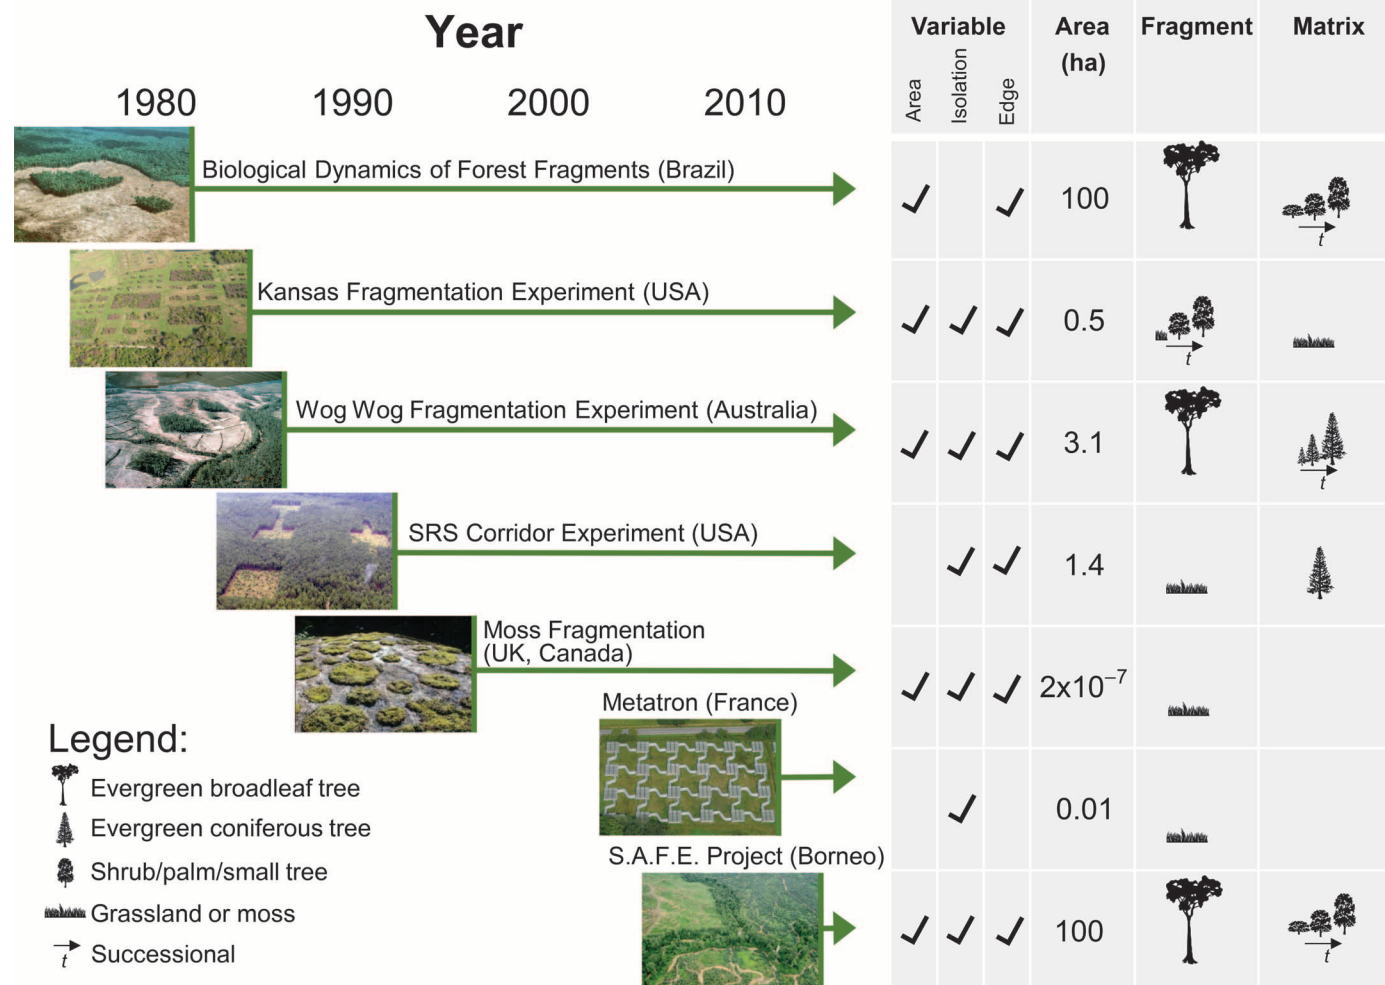 Year
1980 1990 2000 2010
Variable
Area
Isolation
Edge
Area
(ha)
Fragment
Matrix
Biological Dynamics of Forest Fragments (Brazil)
100
t
Kansas Fragmentation Experiment (USA)
0.5
t
Wog Wog Fragmentation Experiment (Australia)
3.1
t
SRS Corridor Experiment (USA)
1.4
Moss Fragmentation
(UK, Canada)
2x10⁻⁷
Metatron (France)
0.01
S.A.F.E. Project (Borneo)
100
t
Legend:
Evergreen broadleaf tree
Evergreen coniferous tree
Shrub/palm/small tree
Grassland or moss
t Successional